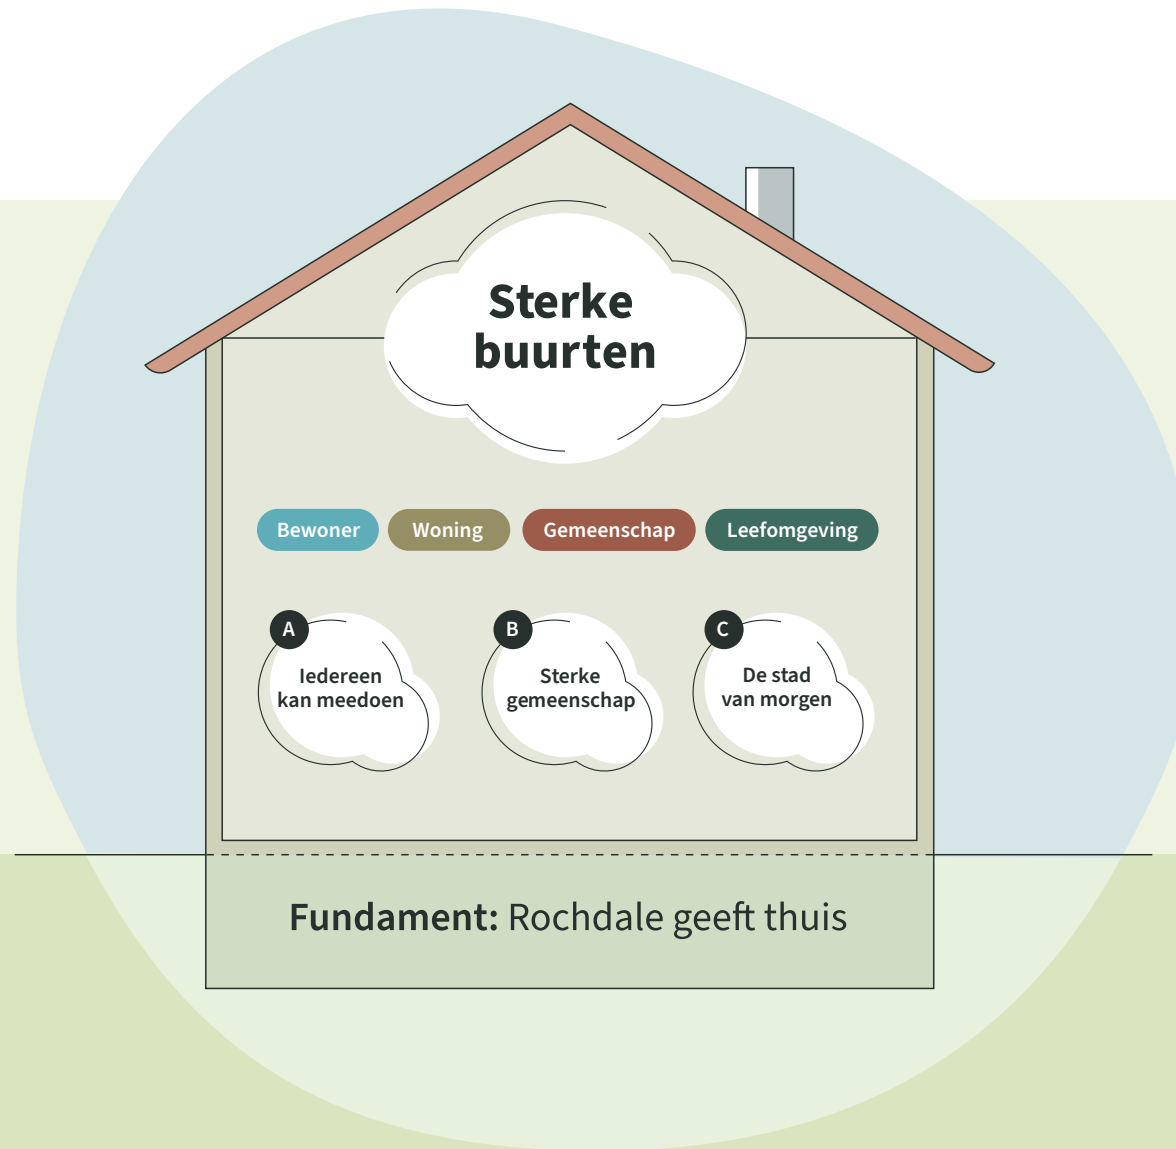 Sterke
buurten
Bewoner
Woning
Gemeenschap
Leefomgeving
A
Iedereen
kan meedoen
B
Sterke
gemeenschap
C
De stad
van morgen
Fundament: Rochdale geeft thuis